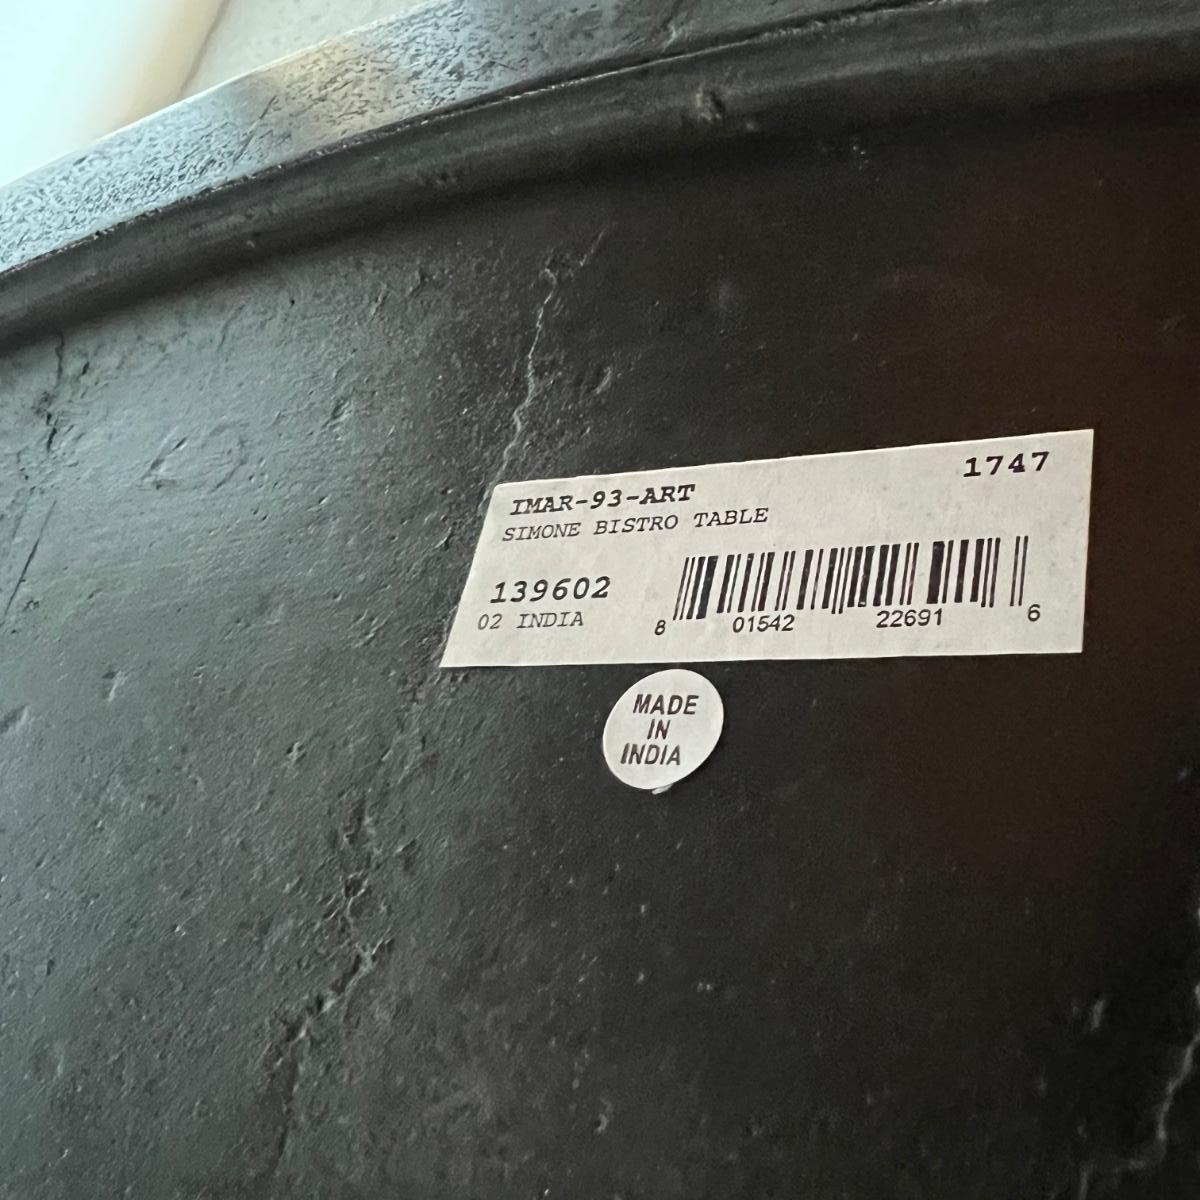 IMAR-93-ART
1747
SIMONE BISTRO TABLE
139602
02 INDIA
8 01542 22691 6
MADE
IN
INDIA